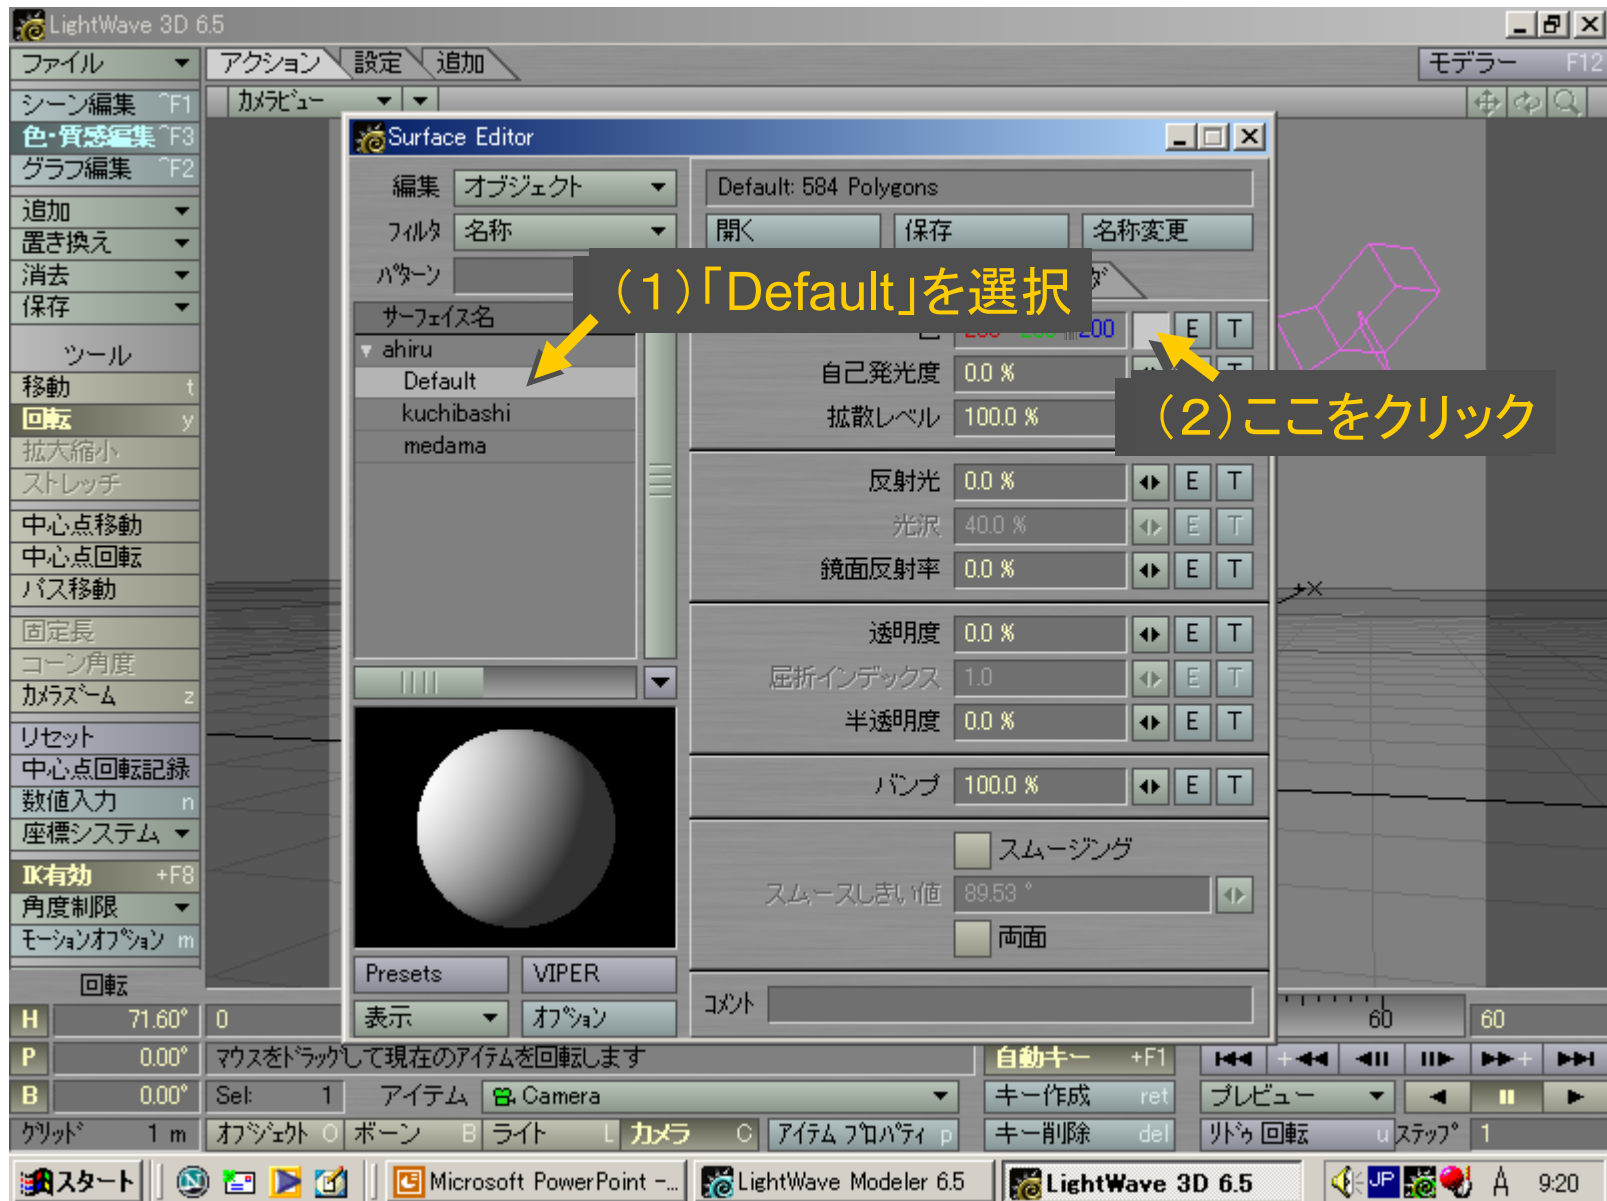 LightWave 3D 6.5
ファイル
アクション 設定 追加
モデラー F12
シーン編集 ^F1
カメラビュー
色・質感編集 ^F3
グラフ編集 ^F2
追加
置き換え
消去
保存
ツール
移動 t
回転 y
拡大縮小
ストレッチ
中心点移動
中心点回転
パス移動
固定長
コーン角度
カメラズーム z
リセット
中心点回転記録
数値入力 n
座標システム
IK有効 +F8
角度制限
モーションオプション m
回転
H 71.60°
P 0.00°
B 0.00°
グリッド 1 m
Surface Editor
編集 オブジェクト
フィルタ 名称
パターン
サーフェイス名
ahiru
Default
kuchibashi
medama
Presets VIPER
表示 オプション
Default: 584 Polygons
開く 保存 名称変更
(1)「Default」を選択
200 E T
自己発光度 0.0 %
拡散レベル 100.0 %
(2)ここをクリック
反射光 0.0 % E T
光沢 40.0 % E T
鏡面反射率 0.0 % E T
透明度 0.0 % E T
屈折インデックス 1.0 E T
半透明度 0.0 % E T
バンプ 100.0 % E T
スムージング
スムースしきい値 89.53 °
両面
コメント
+X
0
60 60
マウスをドラッグして現在のアイテムを回転します
自動キー +F1
Sel: 1 アイテム Camera
キー作成 ret
プレビュー
オブジェクト O ボーン B ライト L カメラ C アイテム プロパティ p
キー削除 del
リドゥ 回転 u ステップ 1
スタート
Microsoft PowerPoint -...
LightWave Modeler 6.5
LightWave 3D 6.5
JP A 9:20